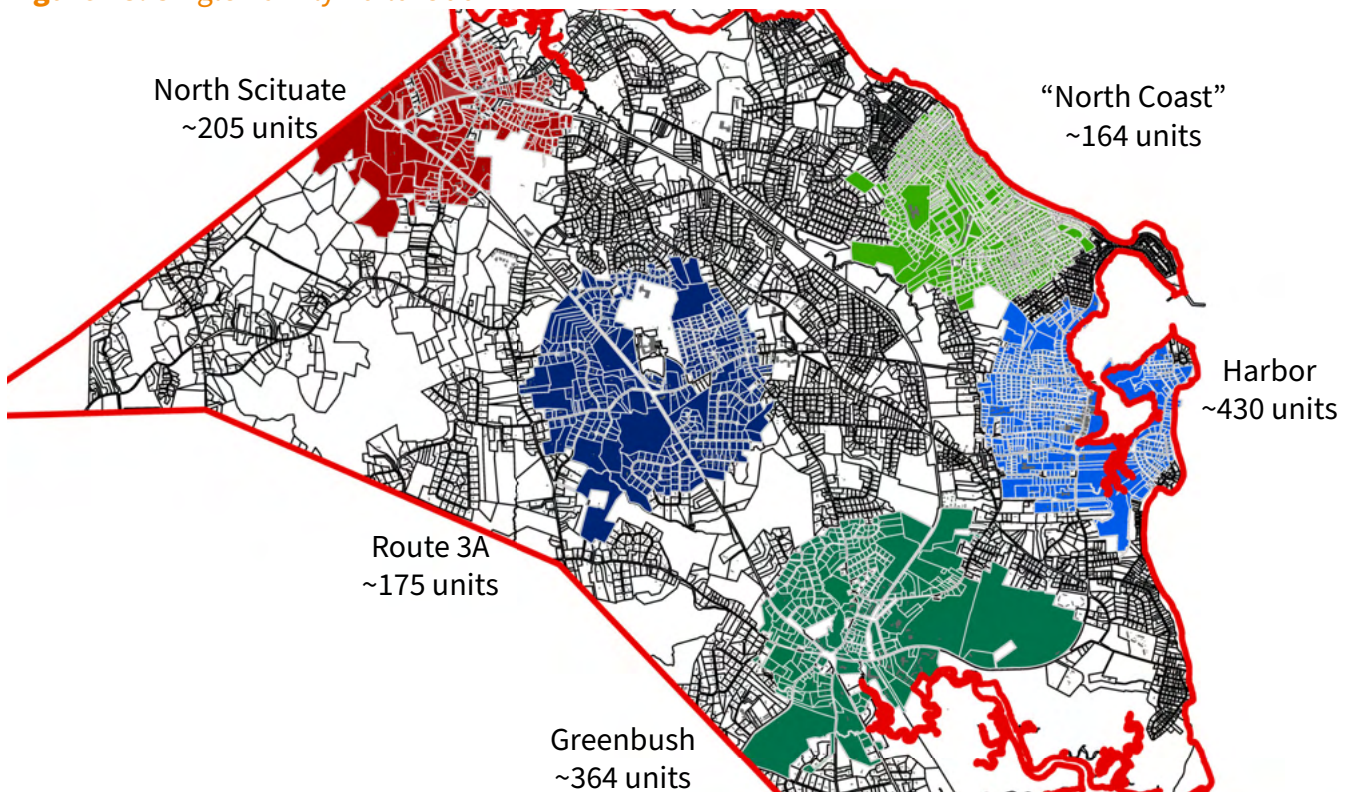 North Scituate
~205 units
“North Coast”
~164 units
Harbor
~430 units
Route 3A
~175 units
Greenbush
~364 units